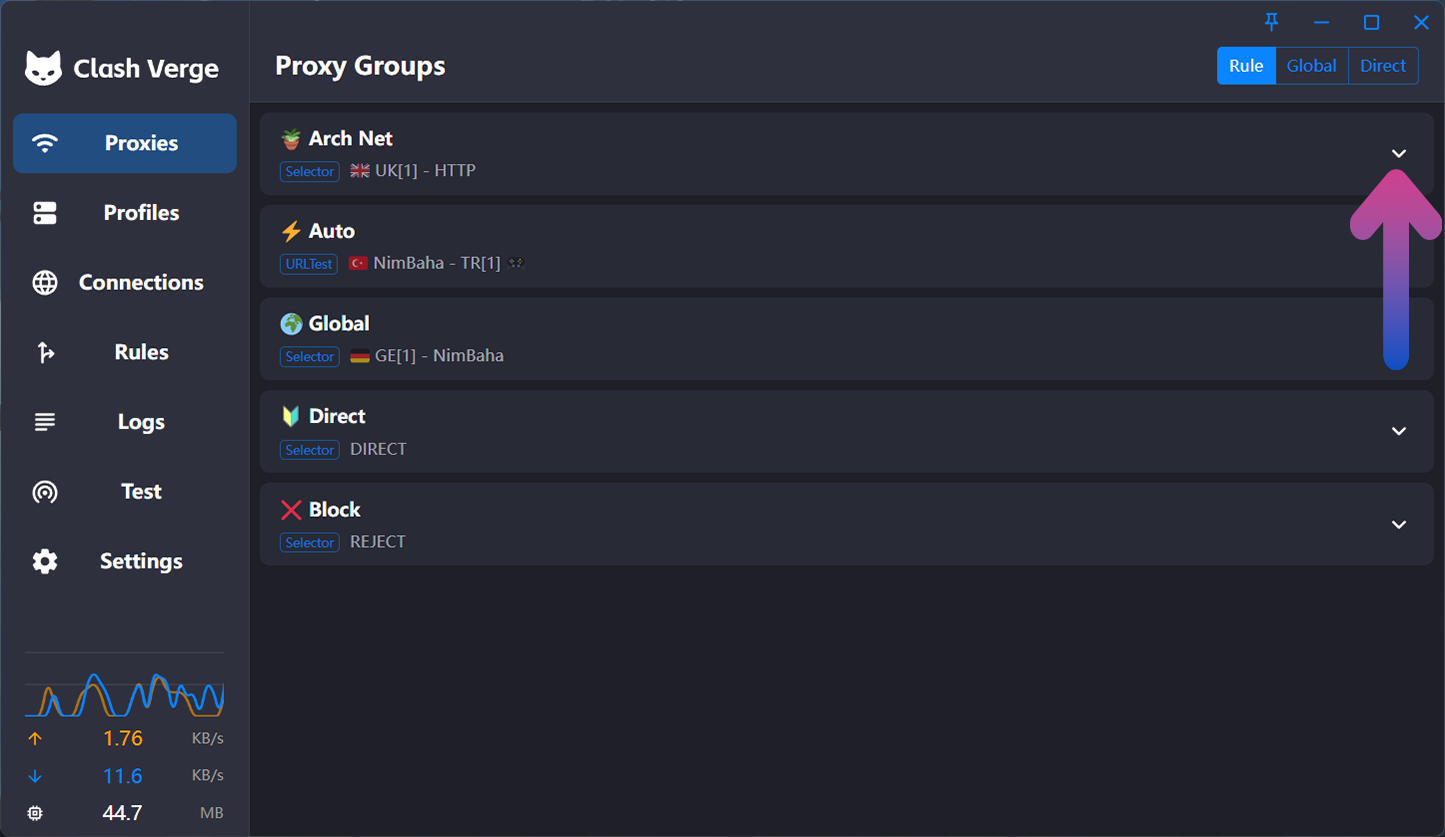 Clash Verge
Proxies
Profiles
Connections
Rules
Logs
Test
Settings
1.76 KB/s
11.6 KB/s
44.7 MB
Proxy Groups
Rule Global Direct
Arch Net
Selector UK[1] - HTTP
Auto
URLTest NimBaha - TR[1]
Global
Selector GE[1] - NimBaha
Direct
Selector DIRECT
Block
Selector REJECT